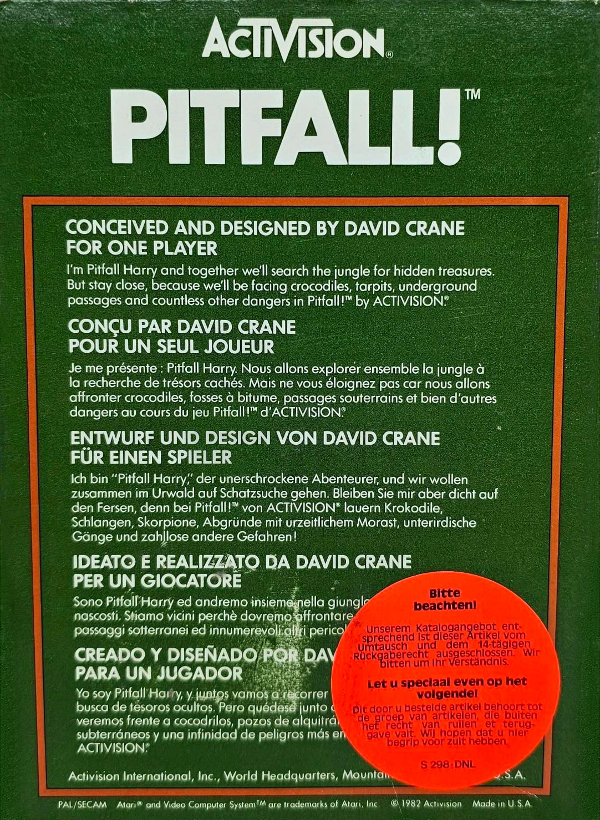 ACTIVISION®
PITFALL!™
CONCEIVED AND DESIGNED BY DAVID CRANE
FOR ONE PLAYER
I'm Pitfall Harry and together we'll search the jungle for hidden treasures.
But stay close, because we'll be facing crocodiles, tarpits, underground
passages and countless other dangers in Pitfall!™ by ACTIVISION.®
CONÇU PAR DAVID CRANE
POUR UN SEUL JOUEUR
Je me présente : Pitfall Harry. Nous allons explorer ensemble la jungle à
la recherche de trésors cachés. Mais ne vous éloignez pas car nous allons
affronter crocodiles, fosses à bitume, passages souterrains et bien d'autres
dangers au cours du jeu Pitfall!™ d'ACTIVISION.®
ENTWURF UND DESIGN VON DAVID CRANE
FÜR EINEN SPIELER
Ich bin "Pitfall Harry," der unerschrockene Abenteurer, und wir wollen
zusammen im Urwald auf Schatzsuche gehen. Bleiben Sie mir aber dicht auf
den Fersen, denn bei Pitfall!™ von ACTIVISION® lauern Krokodile,
Schlangen, Skorpione, Abgründe mit urzeitlichem Morast, unterirdische
Gänge und zahllose andere Gefahren!
IDEATO E REALIZZATO DA DAVID CRANE
PER UN GIOCATORE
Sono Pitfall Harry ed andremo insieme nella giungla
nascosti. Stiamo vicini perchè dovremo affrontare
passaggi sotterranei ed innumerevoli altri
CREADO Y DISEÑADO POR
PARA UN JUGADOR
Yo soy Pitfall Harry, y juntos vamos a recorrer
busca de tesoros ocultos. Pero quédese junto
veremos frente a cocodrilos, pozos de
subterráneos y una infinidad de peligros más
ACTIVISION.®
Activision International, Inc., World Headquarters,
U.S.A.
PAL/SECAM Atari® and Video Computer System™ are trademarks of Atari, Inc. © 1982 Activision Made in U.S.A.
Bitte
beachten!
Unserem Katalogangebot ent-
sprechend ist dieser Artikel vom
Umtausch und dem 14-tägigen
Rückgaberecht ausgeschlossen. Wir
bitten um Ihr Verständnis.
Let u speciaal even op het
volgende!
Dit door u bestelde artikel behoort tot
de groep van artikelen, die buiten
het recht van ruilen et terug-
gave valt. Wij hopen dat u hier
begrip voor zult hebben.
S 298-DNL